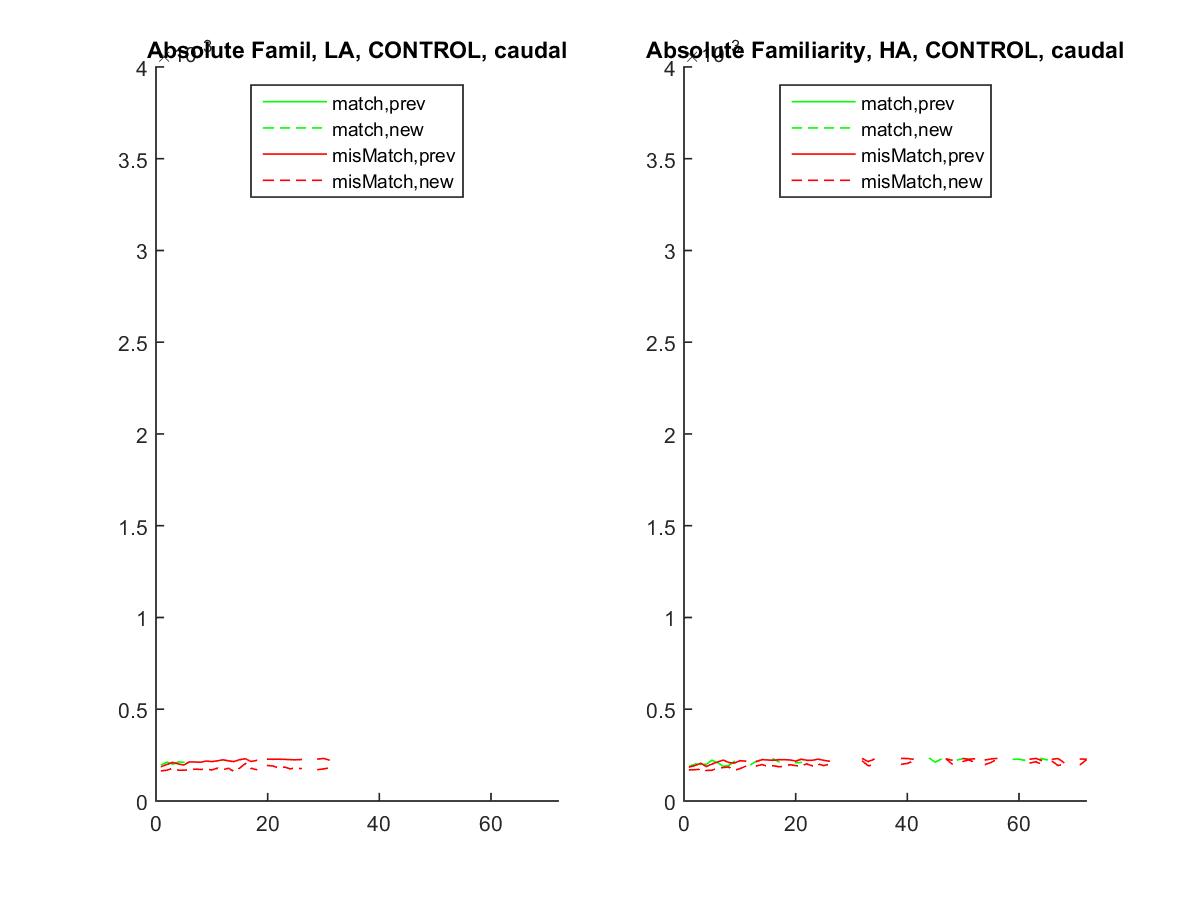 Absolute Famil, LA, CONTROL, caudal
4
3.5
3
2.5
2
1.5
1
0.5
0
0
20
40
60
match,prev
match,new
misMatch,prev
misMatch,new
Absolute Familiarity, HA, CONTROL, caudal
4
3.5
3
2.5
2
1.5
1
0.5
0
0
20
40
60
match,prev
match,new
misMatch,prev
misMatch,new